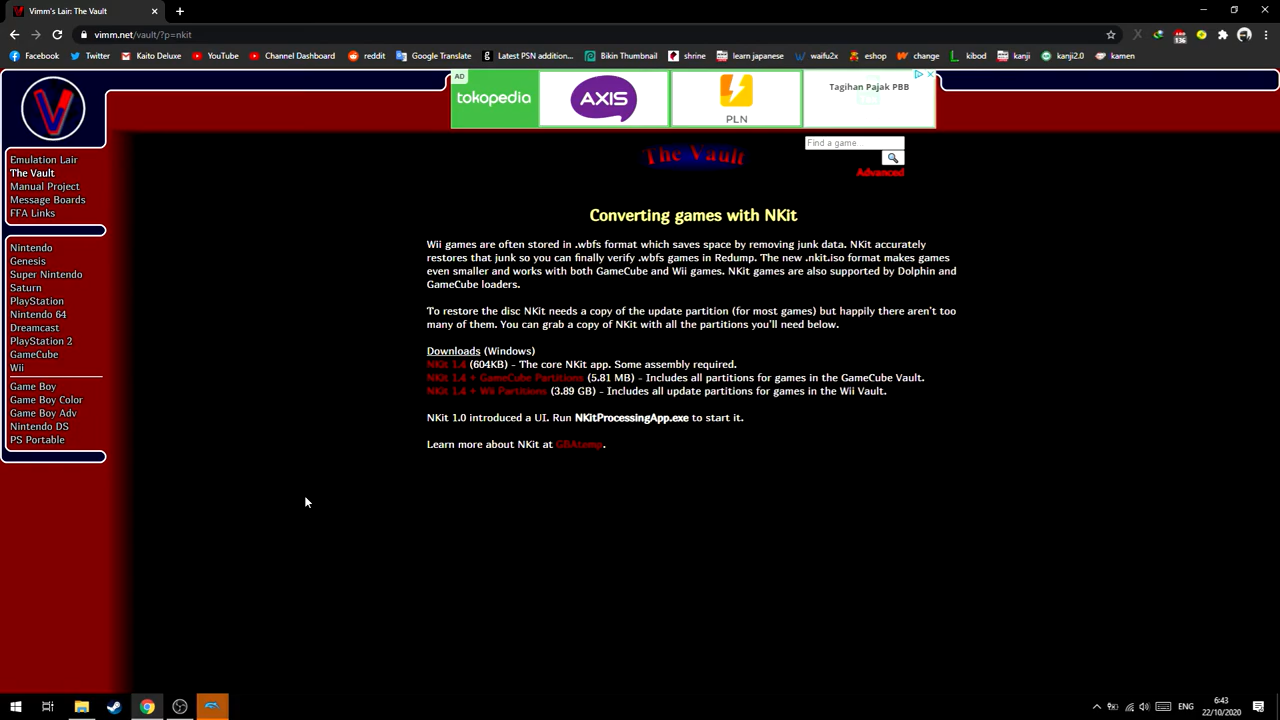 Vimm's Lair: The Vault
vimm.net/vault/?p=nkit
136
Facebook
Twitter
Kaito Deluxe
YouTube
Channel Dashboard
reddit
Google Translate
Latest PSN addition...
Bikin Thumbnail
shrine
learn japanese
waifu2x
eshop
change
kibod
kanji
kanji2.0
kamen
AD
tokopedia
AXIS
PLN
Tagihan Pajak PBB
The Vault
Find a game
Advanced
Emulation Lair
The Vault
Manual Project
Message Boards
FFA Links
Nintendo
Genesis
Super Nintendo
Saturn
PlayStation
Nintendo 64
Dreamcast
PlayStation 2
GameCube
Wii
Game Boy
Game Boy Color
Game Boy Adv
Nintendo DS
PS Portable
Converting games with NKit
Wii games are often stored in .wbfs format which saves space by removing junk data. NKit accurately
restores that junk so you can finally verify .wbfs games in Redump. The new .nkit.iso format makes games
even smaller and works with both GameCube and Wii games. NKit games are also supported by Dolphin and
GameCube loaders.
To restore the disc NKit needs a copy of the update partition (for most games) but happily there aren't too
many of them. You can grab a copy of NKit with all the partitions you'll need below.
Downloads (Windows)
NKit 1.4 (604KB) - The core NKit app. Some assembly required.
NKit 1.4 + GameCube Partitions (5.81 MB) - Includes all partitions for games in the GameCube Vault.
NKit 1.4 + Wii Partitions (3.89 GB) - Includes all update partitions for games in the Wii Vault.
NKit 1.0 introduced a UI. Run NKitProcessingApp.exe to start it.
Learn more about NKit at GBAtemp.
ENG
6:43
22/10/2020